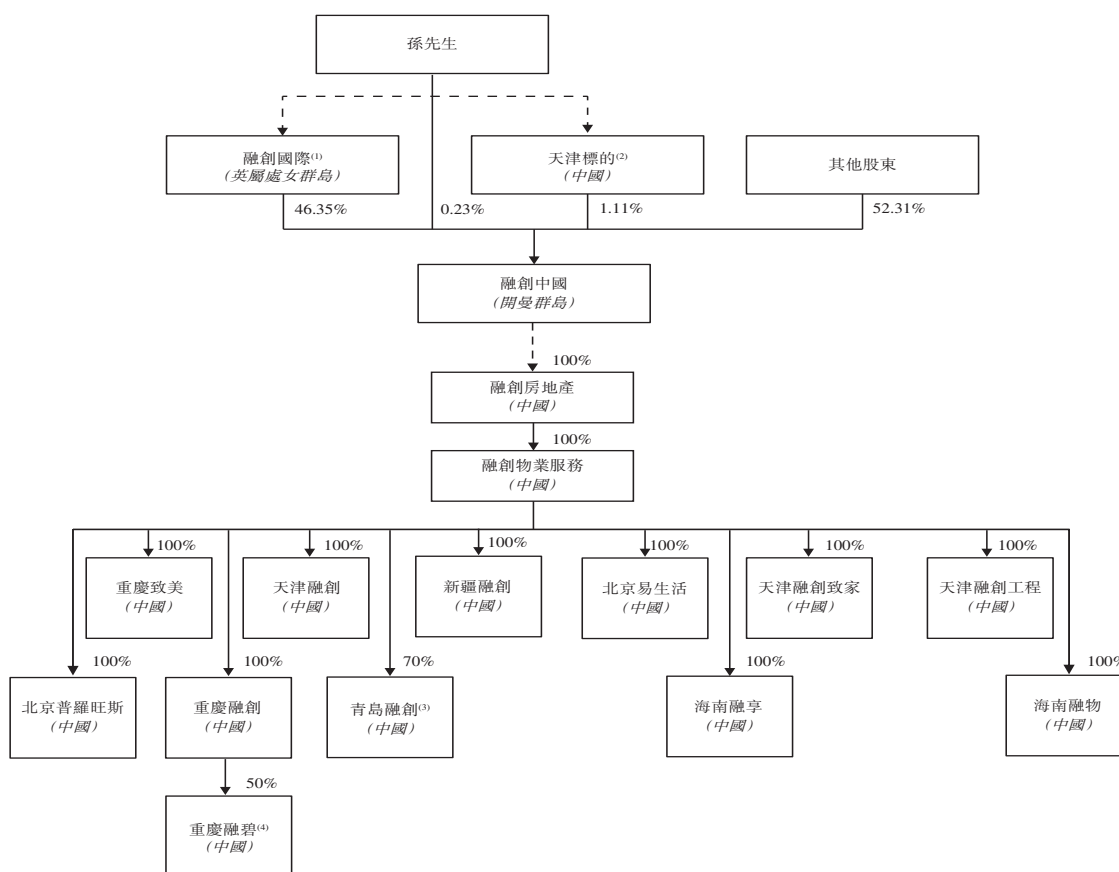 孫先生
融創國際(1)
(英屬處女群島)
天津標的(2)
(中國)
其他股東
46.35%
0.23%
1.11%
52.31%
融創中國
(開曼群島)
100%
融創房地產
(中國)
100%
融創物業服務
(中國)
100%
100%
100%
100%
100%
100%
重慶致美
(中國)
天津融創
(中國)
新疆融創
(中國)
北京易生活
(中國)
天津融創致家
(中國)
天津融創工程
(中國)
100%
100%
70%
100%
100%
北京普羅旺斯
(中國)
重慶融創
(中國)
青島融創(3)
(中國)
海南融享
(中國)
海南融物
(中國)
50%
重慶融碧(4)
(中國)